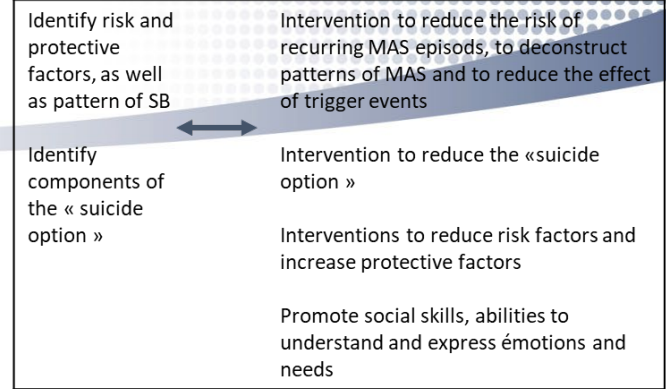 Identify risk and
protective
factors, as well
as pattern of SB
Identify
components of
the « suicide
option »
Intervention to reduce the risk of
recurring MAS episods, to deconstruct
patterns of MAS and to reduce the effect
of trigger events
Intervention to reduce the «suicide
option »
Interventions to reduce risk factors and
increase protective factors
Promote social skills, abilities to
understand and express émotions and
needs